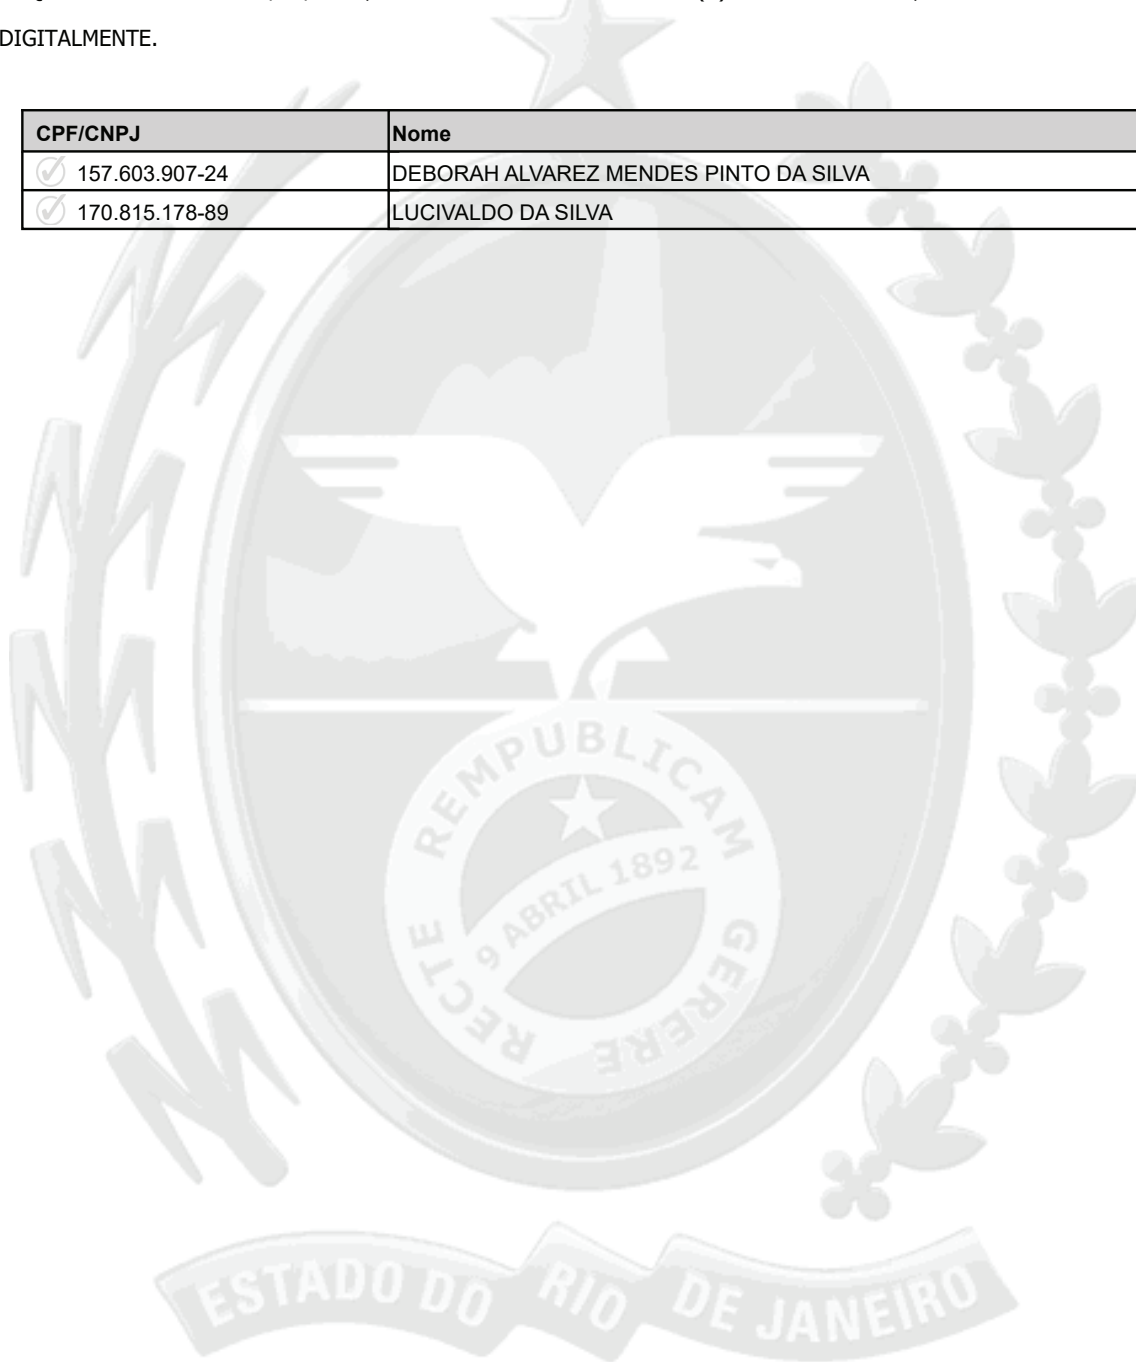 DIGITALMENTE.
CPF/CNPJ Nome
157.603.907-24 DEBORAH ALVAREZ MENDES PINTO DA SILVA
170.815.178-89 LUCIVALDO DA SILVA
RECTE REMPUBLICAM GERERE
9 ABRIL 1892
ESTADO DO RIO DE JANEIRO